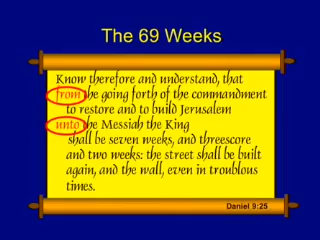 The 69 Weeks
Know therefore and understand, that
from the going forth of the commandment
to restore and to build Jerusalem
unto the Messiah the King
shall be seven weeks, and threescore
and two weeks: the street shall be built
again, and the wall, even in troublous
times.
Daniel 9:25